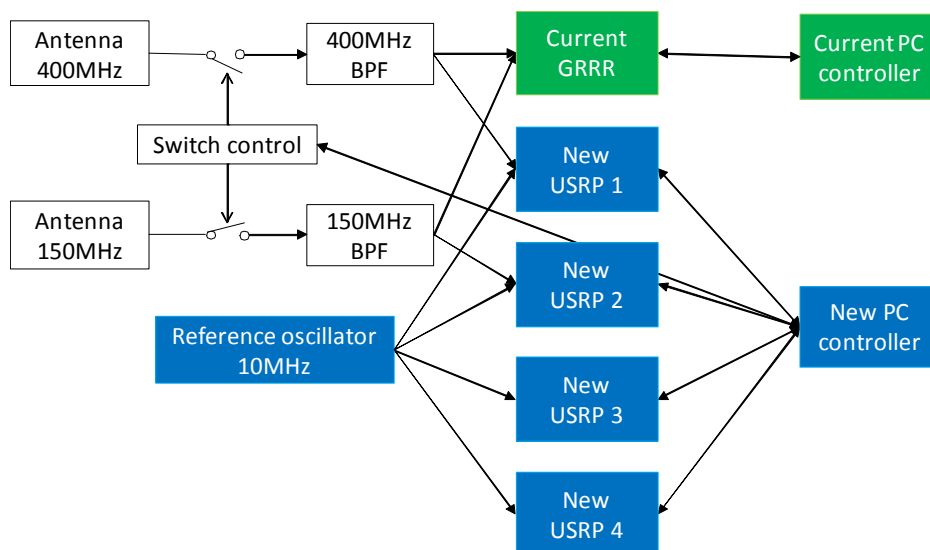 Antenna
400MHz
400MHz
BPF
Current
GRRR
Current PC
controller
Switch control
New
USRP 1
Antenna
150MHz
150MHz
BPF
New
USRP 2
Reference oscillator
10MHz
New PC
controller
New
USRP 3
New
USRP 4